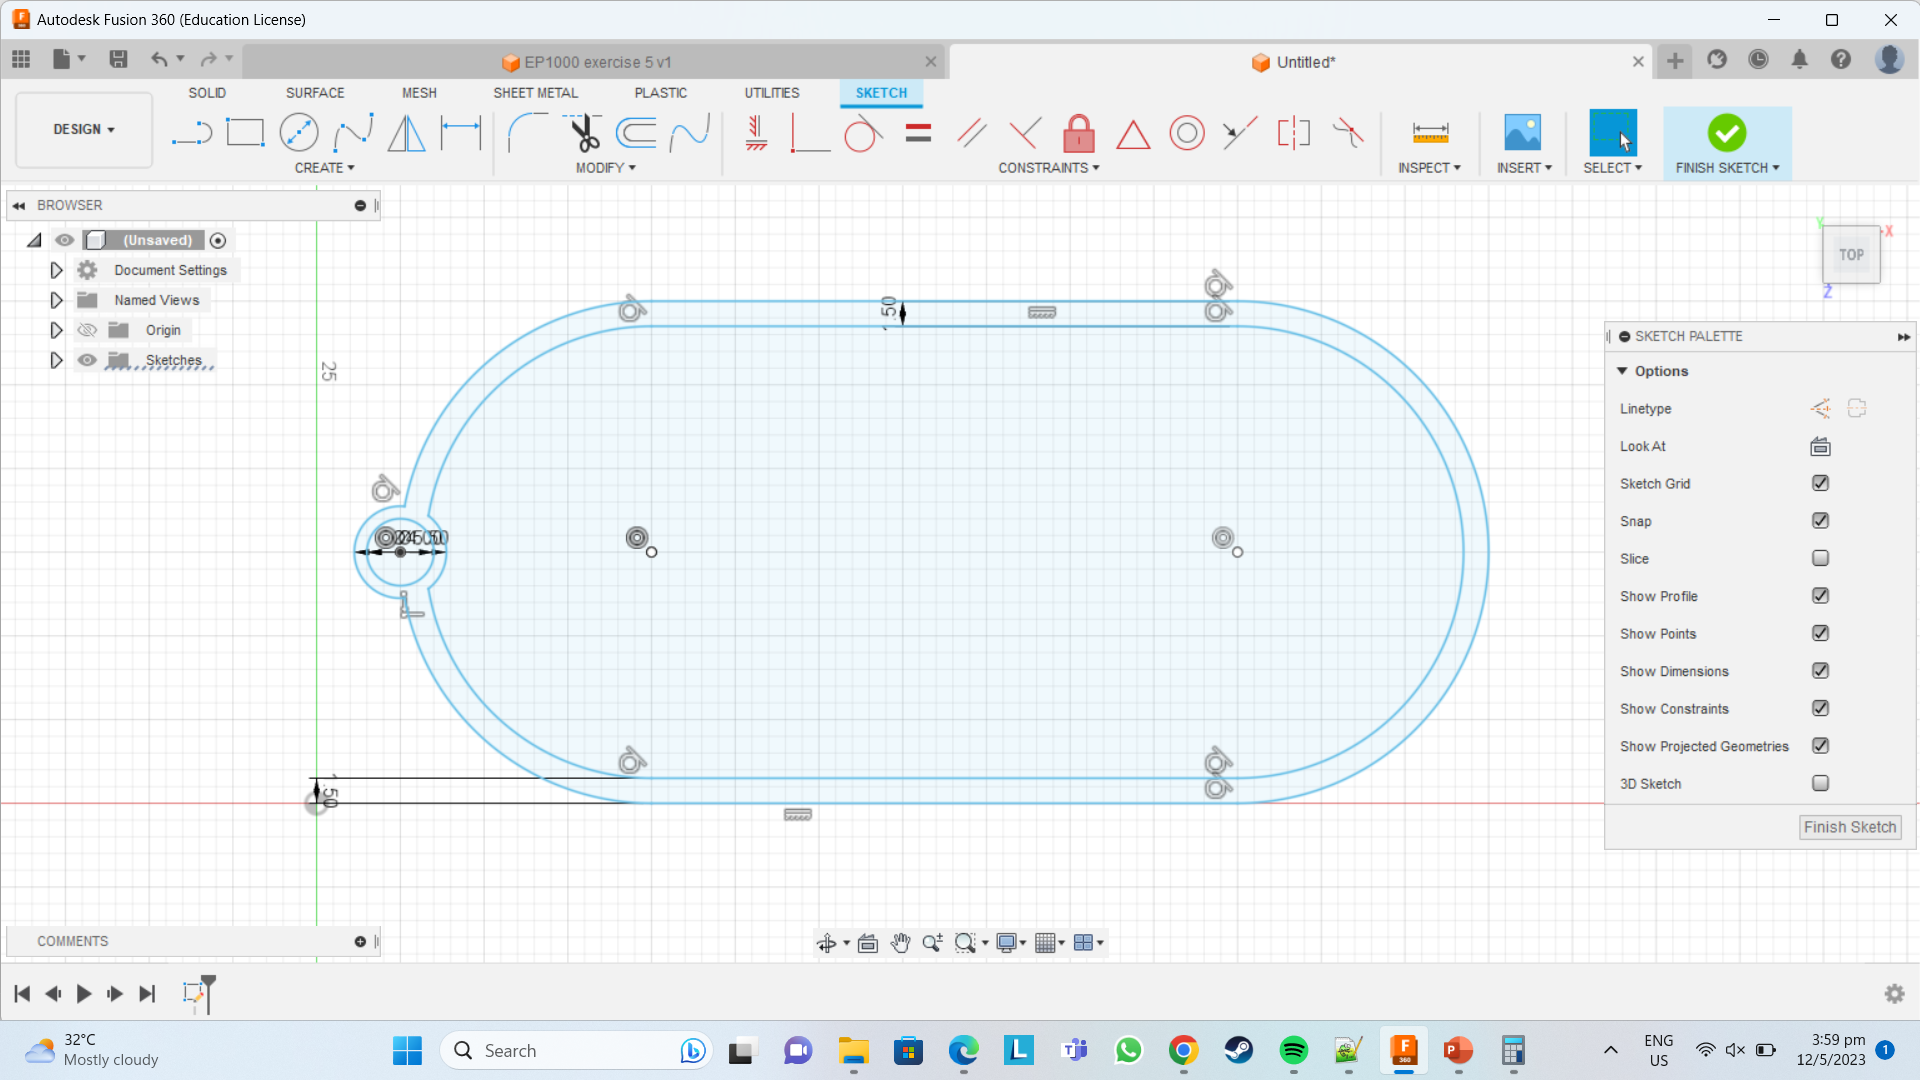 Autodesk Fusion 360 (Education License)
EP1000 exercise 5 v1
Untitled*
SOLID SURFACE MESH SHEET METAL PLASTIC UTILITIES SKETCH
DESIGN
CREATE MODIFY CONSTRAINTS INSPECT INSERT SELECT FINISH SKETCH
BROWSER
(Unsaved)
Document Settings
Named Views
Origin
Sketches
25
1.50
1.50
TOP
X
Y
Z
SKETCH PALETTE
Options
Linetype
Look At
Sketch Grid
Snap
Slice
Show Profile
Show Points
Show Dimensions
Show Constraints
Show Projected Geometries
3D Sketch
Finish Sketch
COMMENTS
32°C
Mostly cloudy
Search
ENG
US
3:59 pm
12/5/2023
1